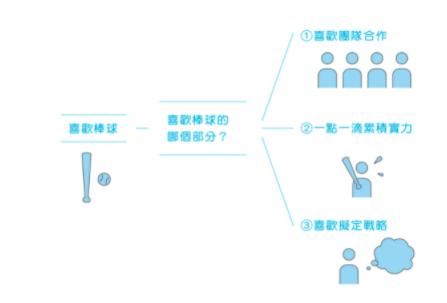 喜歡棒球
喜歡棒球的
哪個部分？
①喜歡團隊合作
②一點一滴累積實力
③喜歡擬定戰略